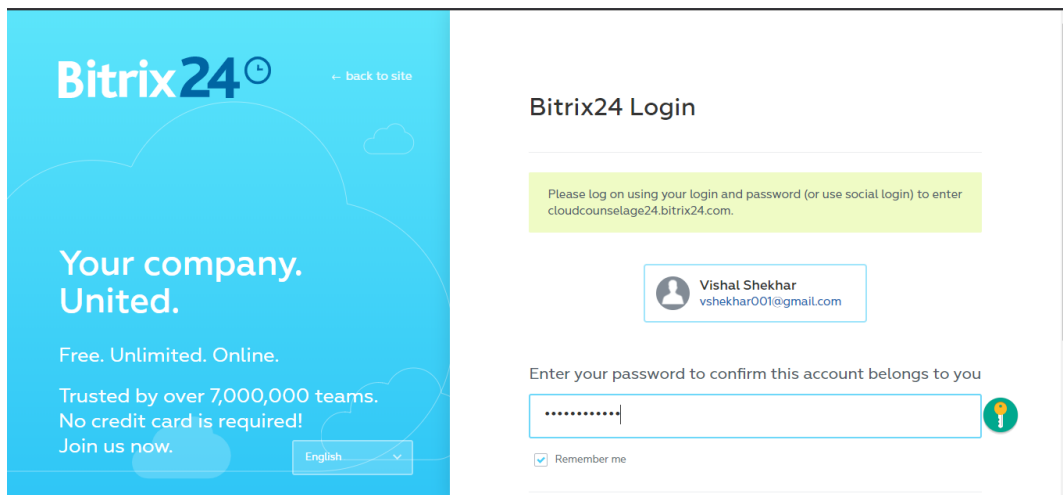 Bitrix24
← back to site
Your company.
United.
Free. Unlimited. Online.
Trusted by over 7,000,000 teams.
No credit card is required!
Join us now.
English
Bitrix24 Login
Please log on using your login and password (or use social login) to enter
cloudcounselage24.bitrix24.com.
Vishal Shekhar
vshekhar001@gmail.com
Enter your password to confirm this account belongs to you
••••••••••••
Remember me